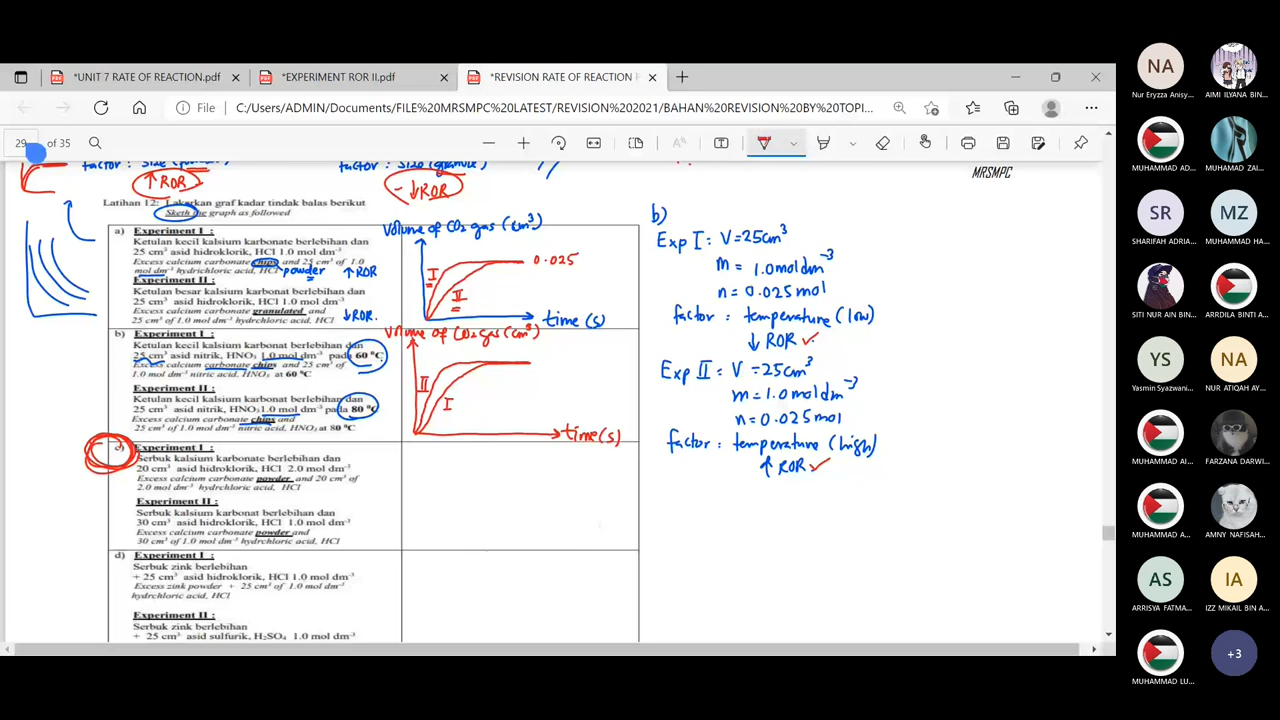 *UNIT 7 RATE OF REACTION.pdf
*EXPERIMENT ROR II.pdf
*REVISION RATE OF REACTION
File
C:/Users/ADMIN/Documents/FILE%20MRSMPC%20LATEST/REVISION%202021/BAHAN%20REVISION%20BY%20TOPI...
29 of 35
↑ ROR
↓ ROR
MRSMPC
Latihan 12: Lakarkan graf kadar tindak balas berikut
Sketh the graph as followed
a) Experiment I :
Ketulan kecil kalsium karbonate berlebihan dan
25 cm³ asid hidroklorik, HCl 1.0 mol dm⁻³
Excess calcium carbonate chips and 25 cm³ of 1.0
mol dm⁻³ hydrichloric acid, HCl
powder ↑ ROR
Experiment II :
Ketulan besar kalsium karbonat berlebihan dan
25 cm³ asid hidroklorik, HCl 1.0 mol dm⁻³
Excess calcium carbonate granulated and
25 cm³ of 1.0 mol dm⁻³ hydrochloric acid, HCl
↓ ROR.
Volume of CO₂ gas (cm³)
0.025
I
II
time (s)
b) Experiment I :
Ketulan kecil kalsium karbonate berlebihan dan
25 cm³ asid nitrik, HNO₃ 1.0 mol dm⁻³ pada 60 °C
Excess calcium carbonate chips and 25 cm³ of
1.0 mol dm⁻³ nitric acid, HNO₃ at 60 °C
Experiment II :
Ketulan kecil kalsium karbonate berlebihan dan
25 cm³ asid nitrik, HNO₃ 1.0 mol dm⁻³ pada 80 °C
Excess calcium carbonate chips and
25 cm³ of 1.0 mol dm⁻³ nitric acid, HNO₃ at 80 °C
Volume of CO₂ gas (cm³)
II
I
time (s)
c) Experiment I :
Serbuk kalsium karbonate berlebihan dan
20 cm³ asid hidroklorik, HCl 2.0 mol dm⁻³
Excess calcium carbonate powder and 20 cm³ of
2.0 mol dm⁻³ hydrchloric acid, HCl
Experiment II :
Serbuk kalsium karbonat berlebihan dan
30 cm³ asid hidroklorik, HCl 1.0 mol dm⁻³
Excess calcium carbonate powder and
30 cm³ of 1.0 mol dm⁻³ hydrchloric acid, HCl
d) Experiment I :
Serbuk zink berlebihan
+ 25 cm³ asid hidroklorik, HCl 1.0 mol dm⁻³
Excess zink powder + 25 cm³ of 1.0 mol dm⁻³
hydrchloric acid, HCl
Experiment II :
Serbuk zink berlebihan
+ 25 cm³ asid sulfurik, H₂SO₄ 1.0 mol dm⁻³
b)
Exp I : V = 25cm³
m = 1.0mol dm⁻³
n = 0.025 mol
factor : temperature (low)
↓ ROR ✓
Exp II : V = 25cm³
m = 1.0 mol dm⁻³
n = 0.025 mol
factor : temperature (high)
↑ ROR ✓
NA
Nur Eryzza Anisy...
AIMI ILYANA BIN...
MUHAMMAD AD...
MUHAMAD ZAI...
SR
SHARIFAH ADRIA...
MZ
MUHAMMAD HA...
SITI NUR AIN BIN...
ARRDILA BINTI A...
YS
Yasmin Syazwani...
NA
NUR ATIQAH AY...
MUHAMMAD AI...
FARZANA DARWI...
MUHAMMAD A...
AMNY NAFISAH...
AS
ARRISYA FATMA...
IA
IZZ MIKAIL BIN A...
MUHAMMAD LU...
+3